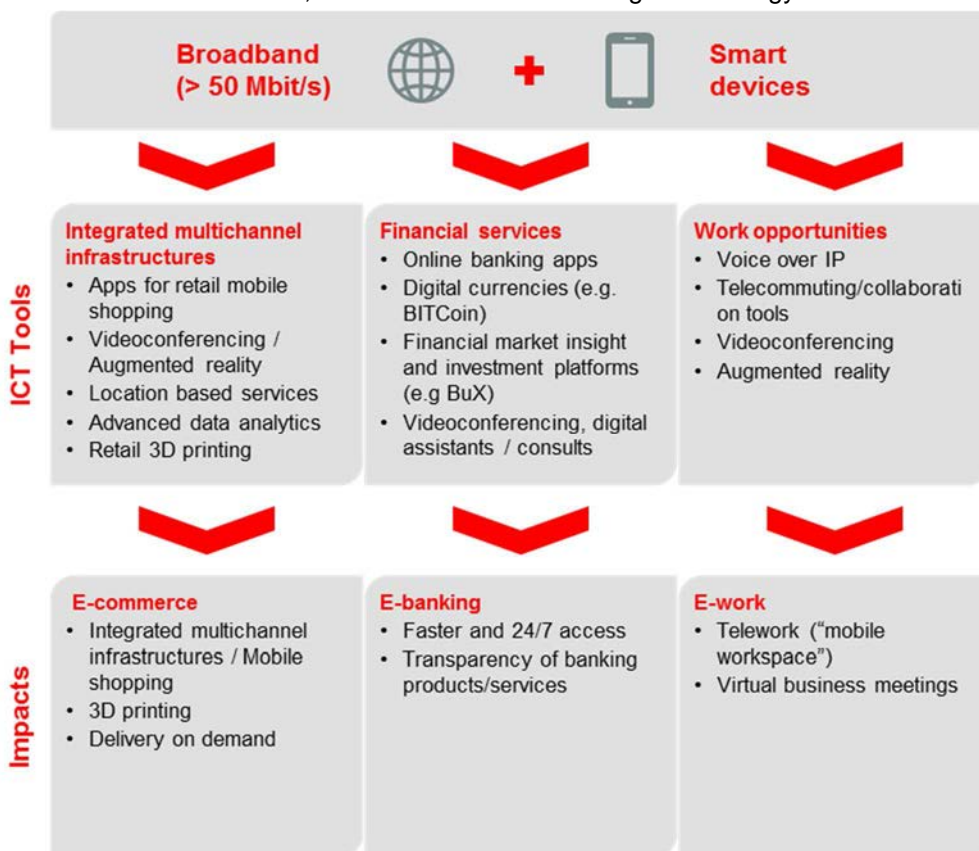 Broadband
(> 50 Mbit/s)
Smart
devices
ICT Tools
Integrated multichannel
infrastructures
• Apps for retail mobile
shopping
• Videoconferencing /
Augmented reality
• Location based services
• Advanced data analytics
• Retail 3D printing
Financial services
• Online banking apps
• Digital currencies (e.g.
BITCoin)
• Financial market insight
and investment platforms
(e.g BuX)
• Videoconferencing, digital
assistants / consults
Work opportunities
• Voice over IP
• Telecommuting/collaborati
on tools
• Videoconferencing
• Augmented reality
Impacts
E-commerce
• Integrated multichannel
infrastructures / Mobile
shopping
• 3D printing
• Delivery on demand
E-banking
• Faster and 24/7 access
• Transparency of banking
products/services
E-work
• Telework (“mobile
workspace”)
• Virtual business meetings